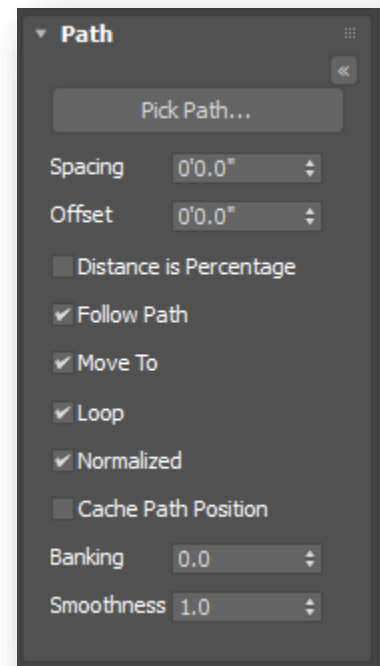 Path
Pick Path...
Spacing 0'0.0"
Offset 0'0.0"
Distance is Percentage
Follow Path
Move To
Loop
Normalized
Cache Path Position
Banking 0.0
Smoothness 1.0